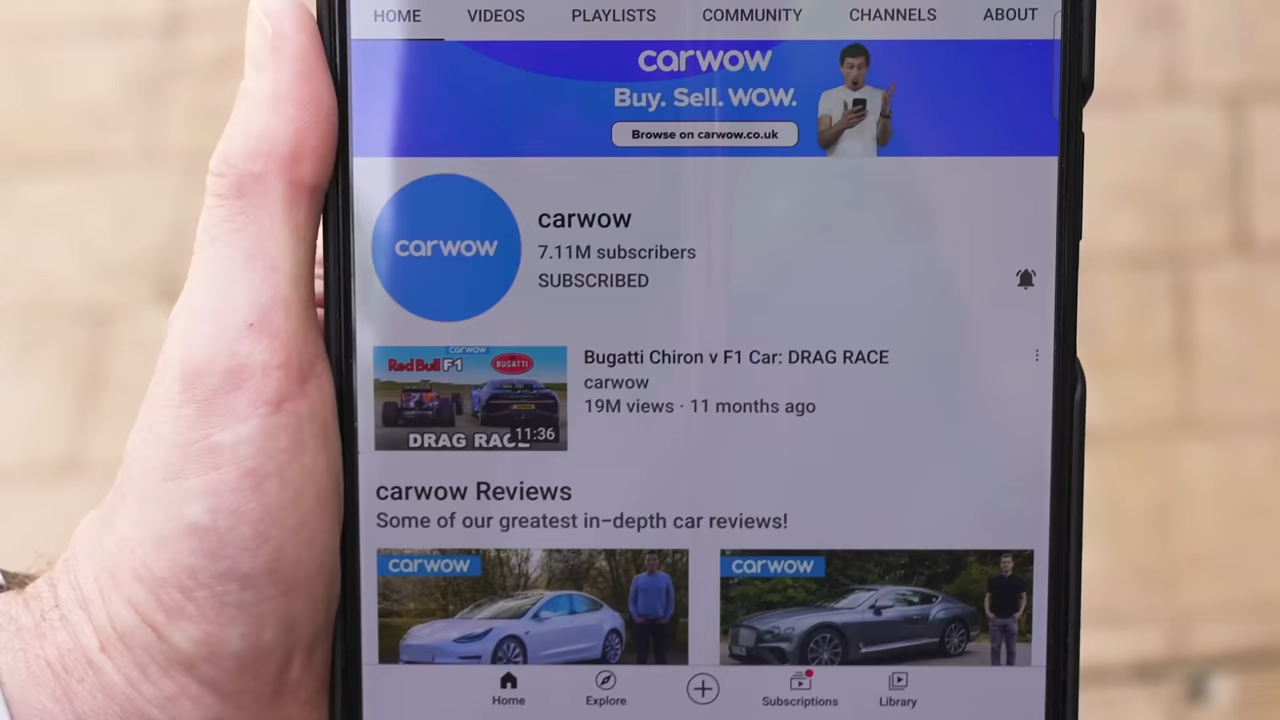 HOME VIDEOS PLAYLISTS COMMUNITY CHANNELS ABOUT
carwow
Buy. Sell. WOW.
Browse on carwow.co.uk
carwow
carwow
7.11M subscribers
SUBSCRIBED
carwow
Red Bull F1
BUGATTI
DRAG RACE
11:36
Bugatti Chiron v F1 Car: DRAG RACE
carwow
19M views · 11 months ago
carwow Reviews
Some of our greatest in-depth car reviews!
carwow
carwow
Home Explore Subscriptions Library